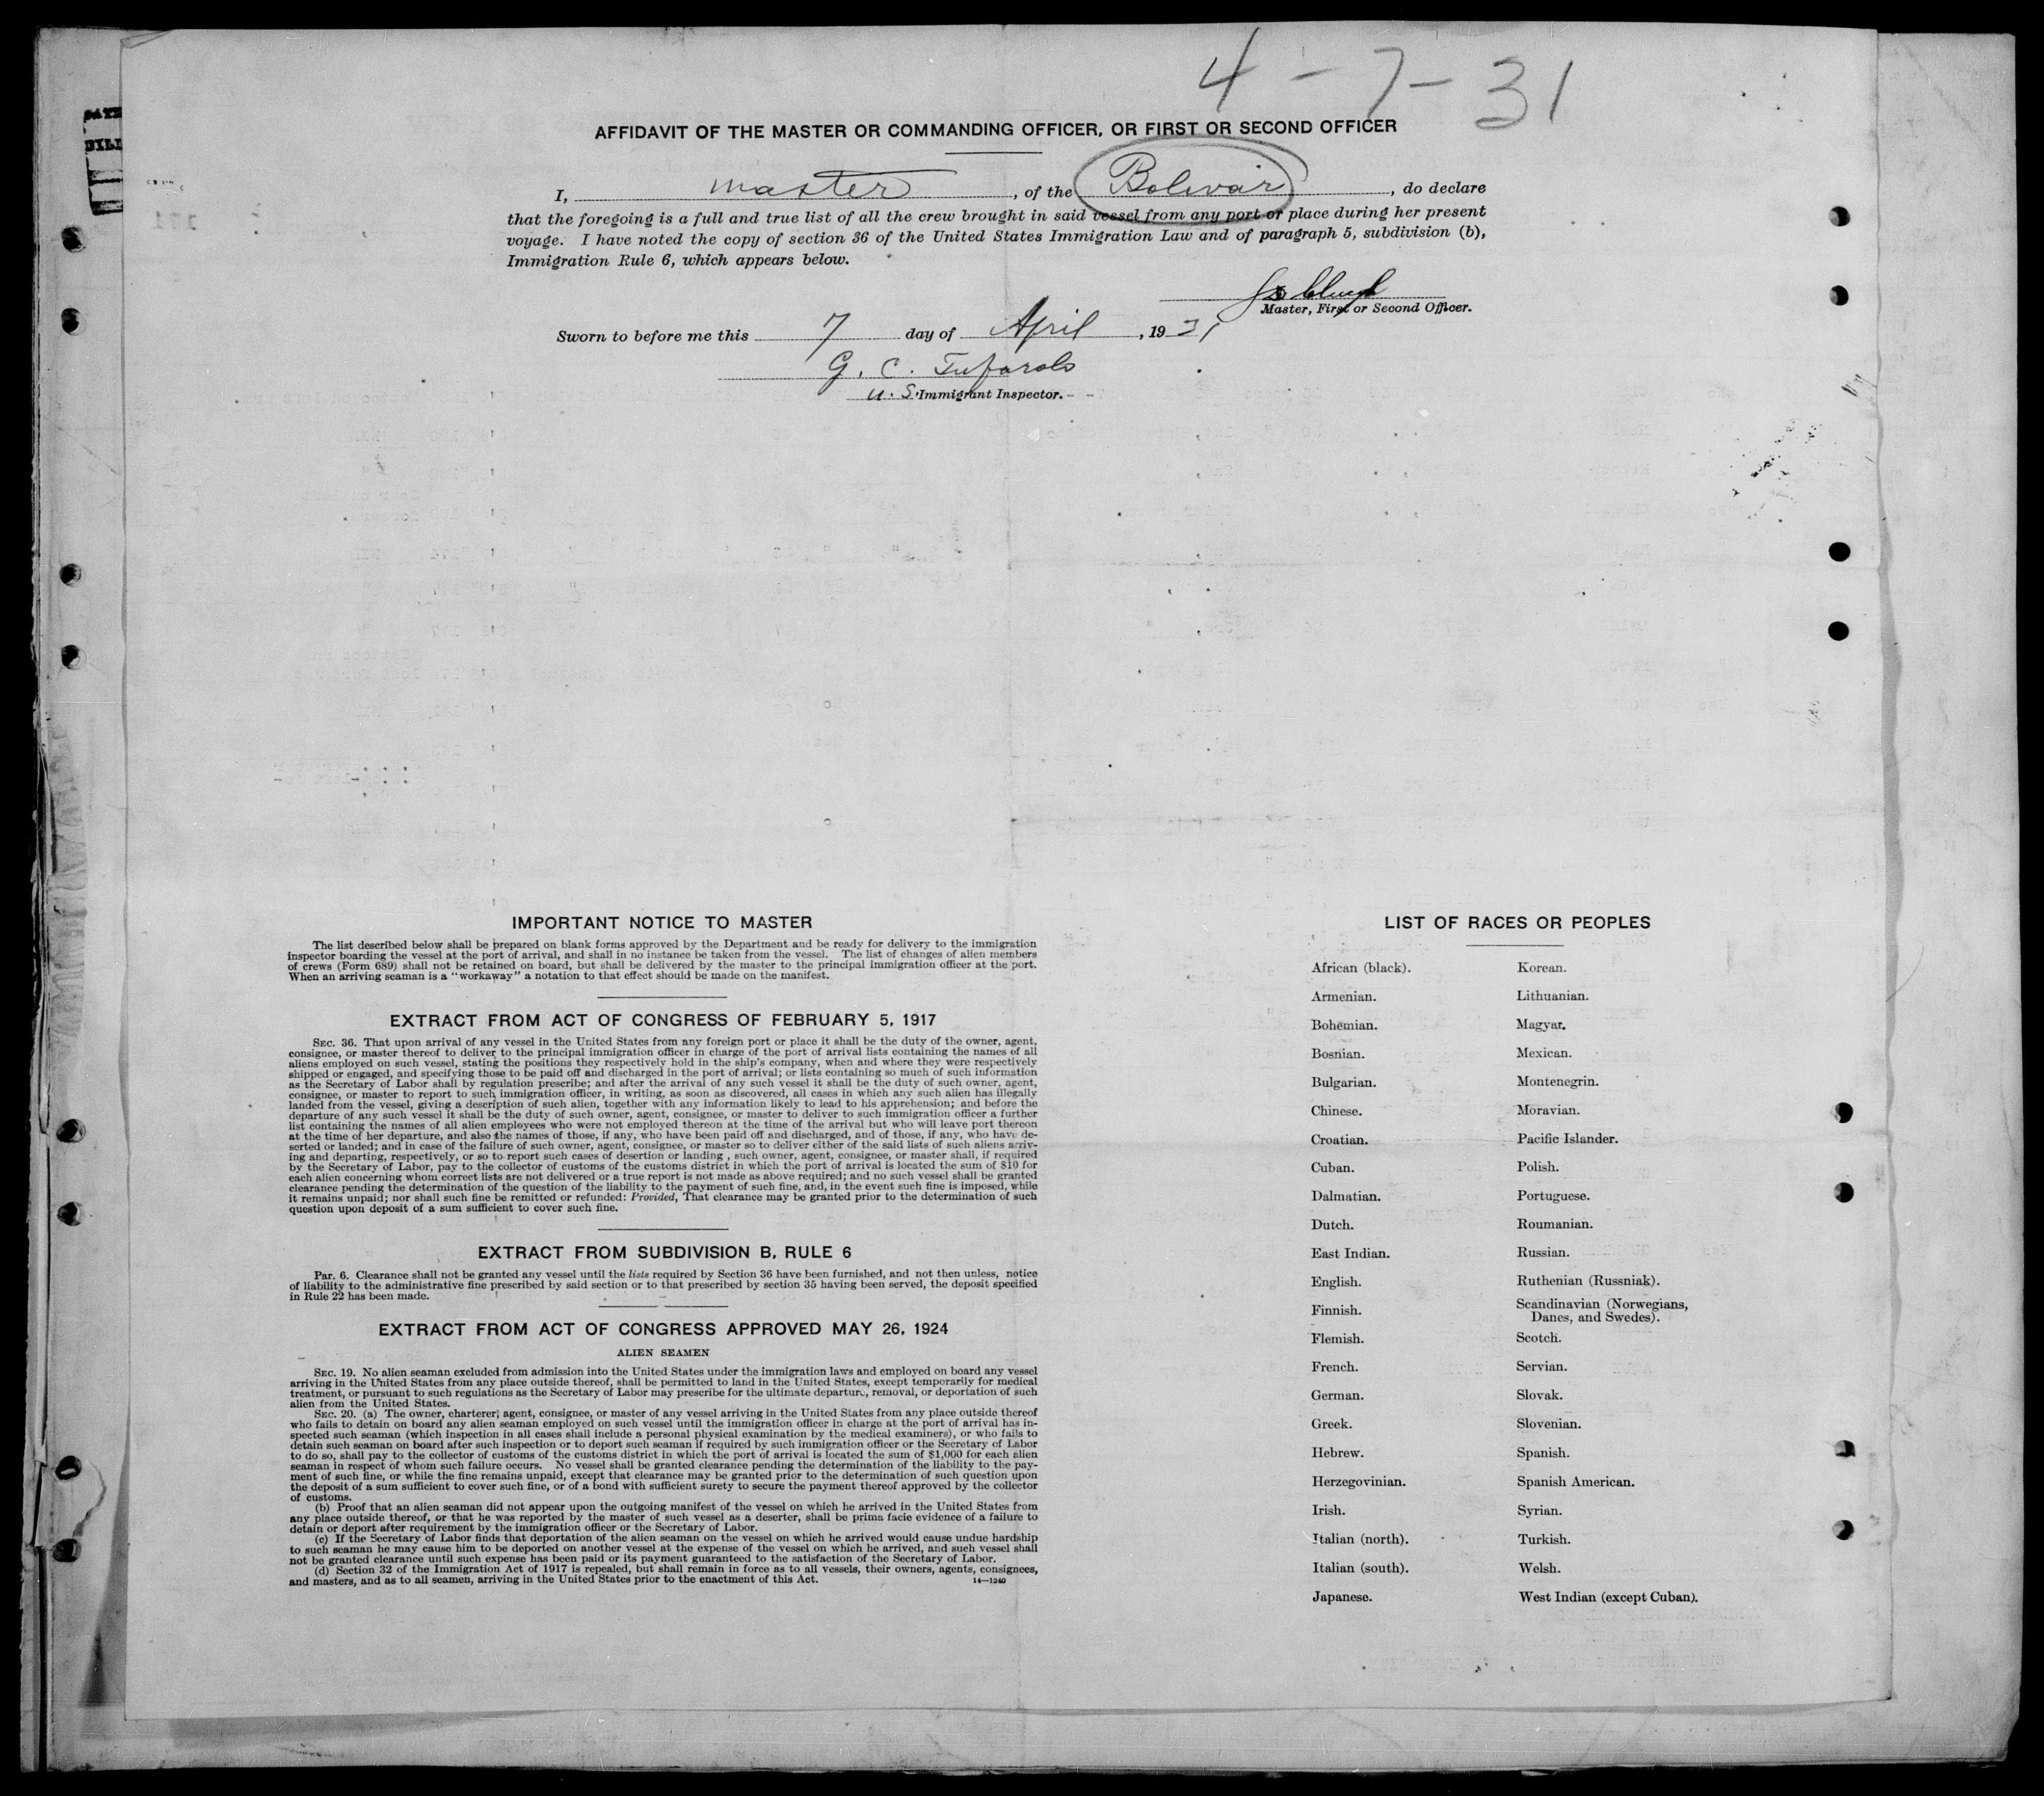 4-7-31
AFFIDAVIT OF THE MASTER OR COMMANDING OFFICER, OR FIRST OR SECOND OFFICER
I, master, of the Bolivar, do declare
that the foregoing is a full and true list of all the crew brought in said vessel from any port or place during her present
voyage. I have noted the copy of section 36 of the United States Immigration Law and of paragraph 5, subdivision (b),
Immigration Rule 6, which appears below.
Master, First or Second Officer.
Sworn to before me this 7 day of April, 1931
G. C.
U. S. Immigrant Inspector.
IMPORTANT NOTICE TO MASTER
The list described below shall be prepared on blank forms approved by the Department and be ready for delivery to the immigration
inspector boarding the vessel at the port of arrival, and shall in no instance be taken from the vessel. The list of changes of alien members
of crews (Form 689) shall not be retained on board, but shall be delivered by the master to the principal immigration officer at the port.
When an arriving seaman is a "workaway" a notation to that effect should be made on the manifest.
EXTRACT FROM ACT OF CONGRESS OF FEBRUARY 5, 1917
SEC. 36. That upon arrival of any vessel in the United States from any foreign port or place it shall be the duty of the owner, agent,
consignee, or master thereof to deliver to the principal immigration officer in charge of the port of arrival lists containing the names of all
aliens employed on such vessel, stating the positions they respectively hold in the ship's company, when and where they were respectively
shipped or engaged, and specifying those to be paid off and discharged in the port of arrival; or lists containing so much of such information
as the Secretary of Labor shall by regulation prescribe; and after the arrival of any such vessel it shall be the duty of such owner, agent,
consignee, or master to report to such immigration officer, in writing, as soon as discovered, all cases in which any such alien has illegally
landed from the vessel, giving a description of such alien, together with any information likely to lead to his apprehension; and before the
departure of any such vessel it shall be the duty of such owner, agent, consignee, or master to deliver to such immigration officer a further
list containing the names of all alien employees who were not employed thereon at the time of the arrival but who will leave port thereon
at the time of her departure, and also the names of those, if any, who have been paid off and discharged, and of those, if any, who have de-
serted or landed; and in case of the failure of such owner, agent, consignee, or master so to deliver either of the said lists of such aliens arriv-
ing and departing, respectively, or so to report such cases of desertion or landing , such owner, agent, consignee, or master shall, if required
by the Secretary of Labor, pay to the collector of customs of the customs district in which the port of arrival is located the sum of $10 for
each alien concerning whom correct lists are not delivered or a true report is not made as above required; and no such vessel shall be granted
clearance pending the determination of the question of the liability to the payment of such fine, and, in the event such fine is imposed, while
it remains unpaid; nor shall such fine be remitted or refunded: Provided, That clearance may be granted prior to the determination of such
question upon deposit of a sum sufficient to cover such fine.
EXTRACT FROM SUBDIVISION B, RULE 6
Par. 6. Clearance shall not be granted any vessel until the lists required by Section 36 have been furnished, and not then unless, notice
of liability to the administrative fine prescribed by said section or to that prescribed by section 35 having been served, the deposit specified
in Rule 22 has been made.
EXTRACT FROM ACT OF CONGRESS APPROVED MAY 26, 1924
ALIEN SEAMEN
SEC. 19. No alien seaman excluded from admission into the United States under the immigration laws and employed on board any vessel
arriving in the United States from any place outside thereof, shall be permitted to land in the United States, except temporarily for medical
treatment, or pursuant to such regulations as the Secretary of Labor may prescribe for the ultimate departure, removal, or deportation of such
alien from the United States.
SEC. 20. (a) The owner, charterer, agent, consignee, or master of any vessel arriving in the United States from any place outside thereof
who fails to detain on board any alien seaman employed on such vessel until the immigration officer in charge at the port of arrival has in-
spected such seaman (which inspection in all cases shall include a personal physical examination by the medical examiners), or who fails to
detain such seaman on board after such inspection or to deport such seaman if required by such immigration officer or the Secretary of Labor
to do so, shall pay to the collector of customs of the customs district in which the port of arrival is located the sum of $1,000 for each alien
seaman in respect of whom such failure occurs. No vessel shall be granted clearance pending the determination of the liability to the pay-
ment of such fine, or while the fine remains unpaid, except that clearance may be granted prior to the determination of such question upon
the deposit of a sum sufficient to cover such fine, or of a bond with sufficient surety to secure the payment thereof approved by the collector
of customs.
(b) Proof that an alien seaman did not appear upon the outgoing manifest of the vessel on which he arrived in the United States from
any place outside thereof, or that he was reported by the master of such vessel as a deserter, shall be prima facie evidence of a failure to
detain or deport after requirement by the immigration officer or the Secretary of Labor.
(c) If the Secretary of Labor finds that deportation of the alien seaman on the vessel on which he arrived would cause undue hardship
to such seaman he may cause him to be deported on another vessel at the expense of the vessel on which he arrived, and such vessel shall
not be granted clearance until such expense has been paid or its payment guaranteed to the satisfaction of the Secretary of Labor.
(d) Section 32 of the Immigration Act of 1917 is repealed, but shall remain in force as to all vessels, their owners, agents, consignees,
and masters, and as to all seamen, arriving in the United States prior to the enactment of this Act.
14—1240
LIST OF RACES OR PEOPLES
African (black).
Armenian.
Bohemian.
Bosnian.
Bulgarian.
Chinese.
Croatian.
Cuban.
Dalmatian.
Dutch.
East Indian.
English.
Finnish.
Flemish.
French.
German.
Greek.
Hebrew.
Herzegovinian.
Irish.
Italian (north).
Italian (south).
Japanese.
Korean.
Lithuanian.
Magyar.
Mexican.
Montenegrin.
Moravian.
Pacific Islander.
Polish.
Portuguese.
Roumanian.
Russian.
Ruthenian (Russniak).
Scandinavian (Norwegians,
Danes, and Swedes).
Scotch.
Servian.
Slovak.
Slovenian.
Spanish.
Spanish American.
Syrian.
Turkish.
Welsh.
West Indian (except Cuban).